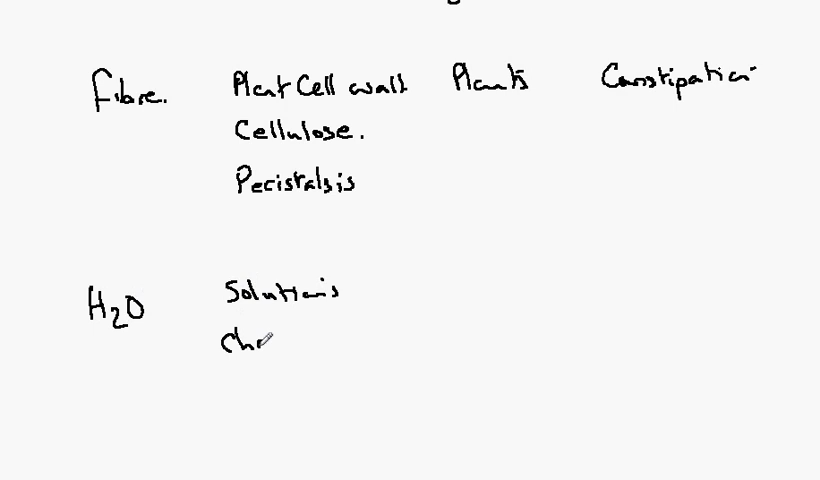 Fibre. Plant Cell wall Plants Constipation
Cellulose.
Peristalsis
H2O Solutions